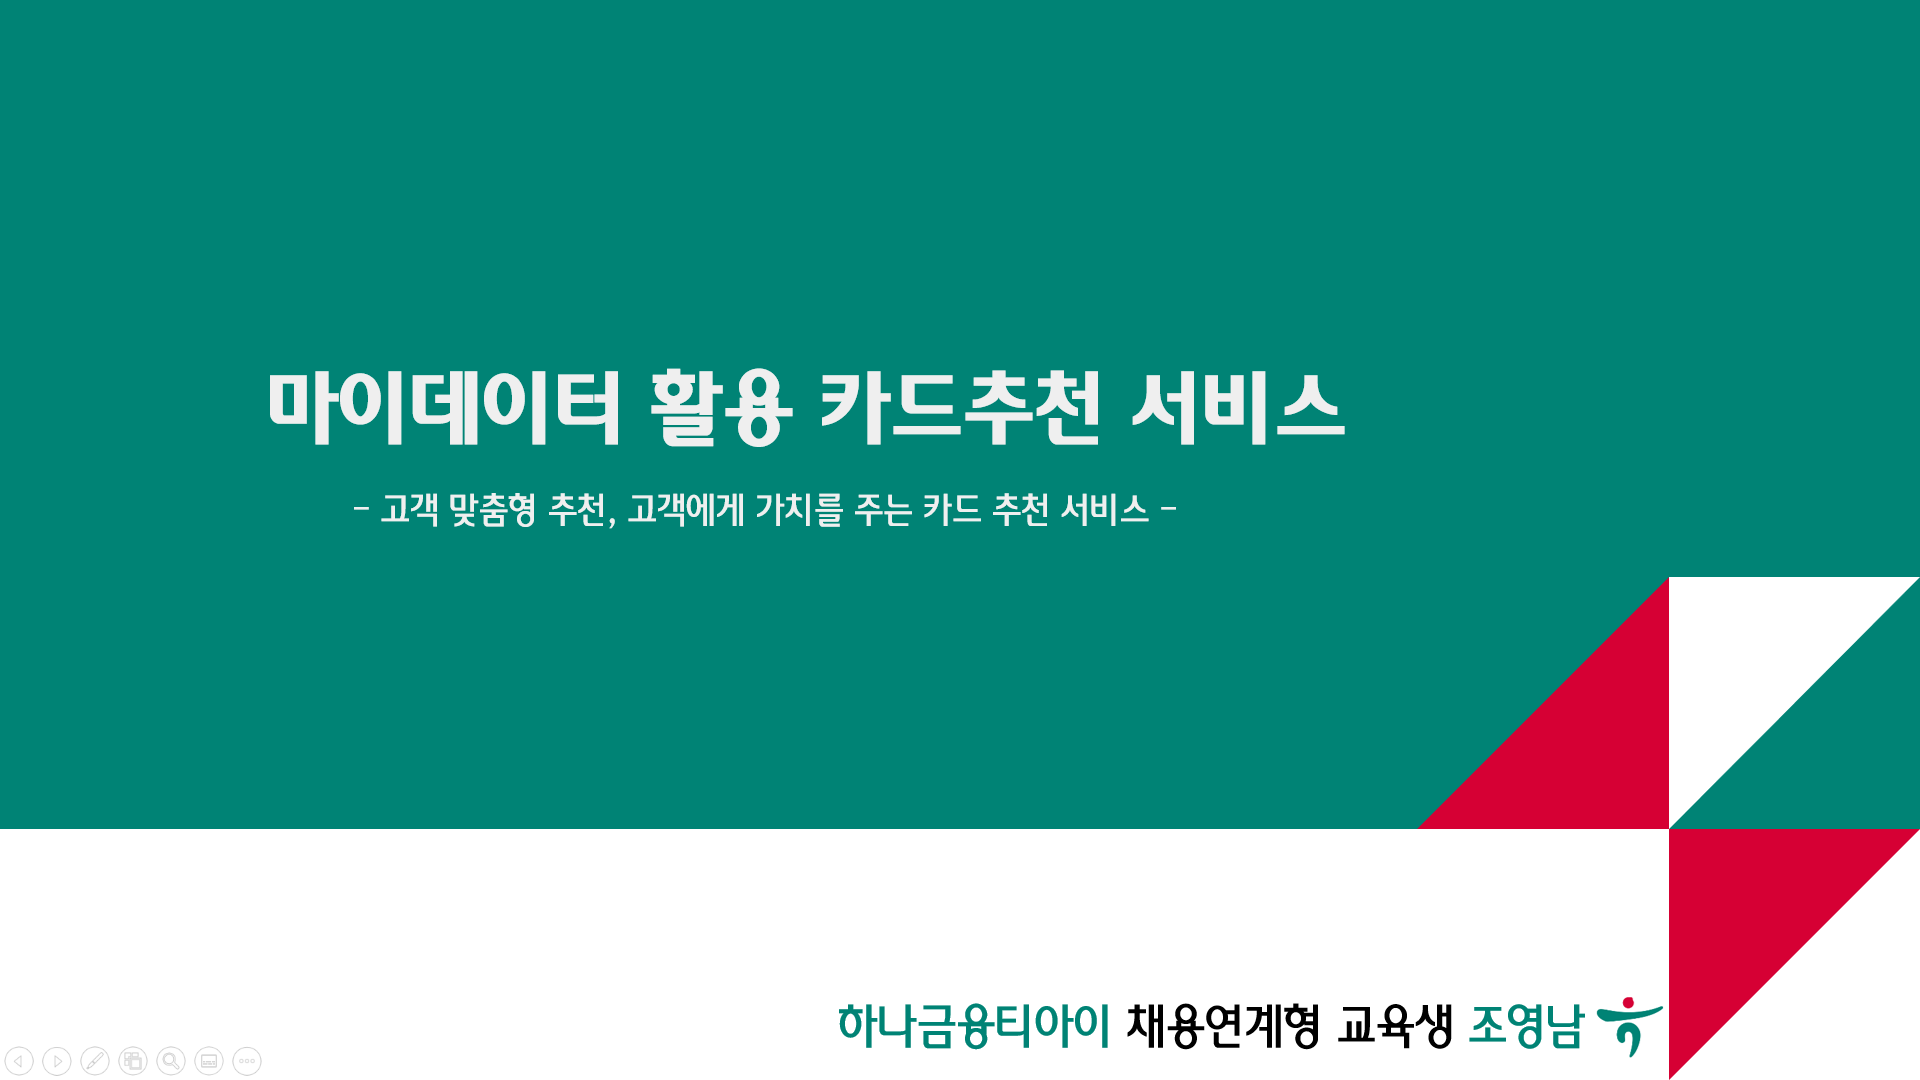 마이데이터 활용 카드추천 서비스
- 고객 맞춤형 추천, 고객에게 가치를 주는 카드 추천 서비스 -
하나금융티아이 채용연계형 교육생 조영남